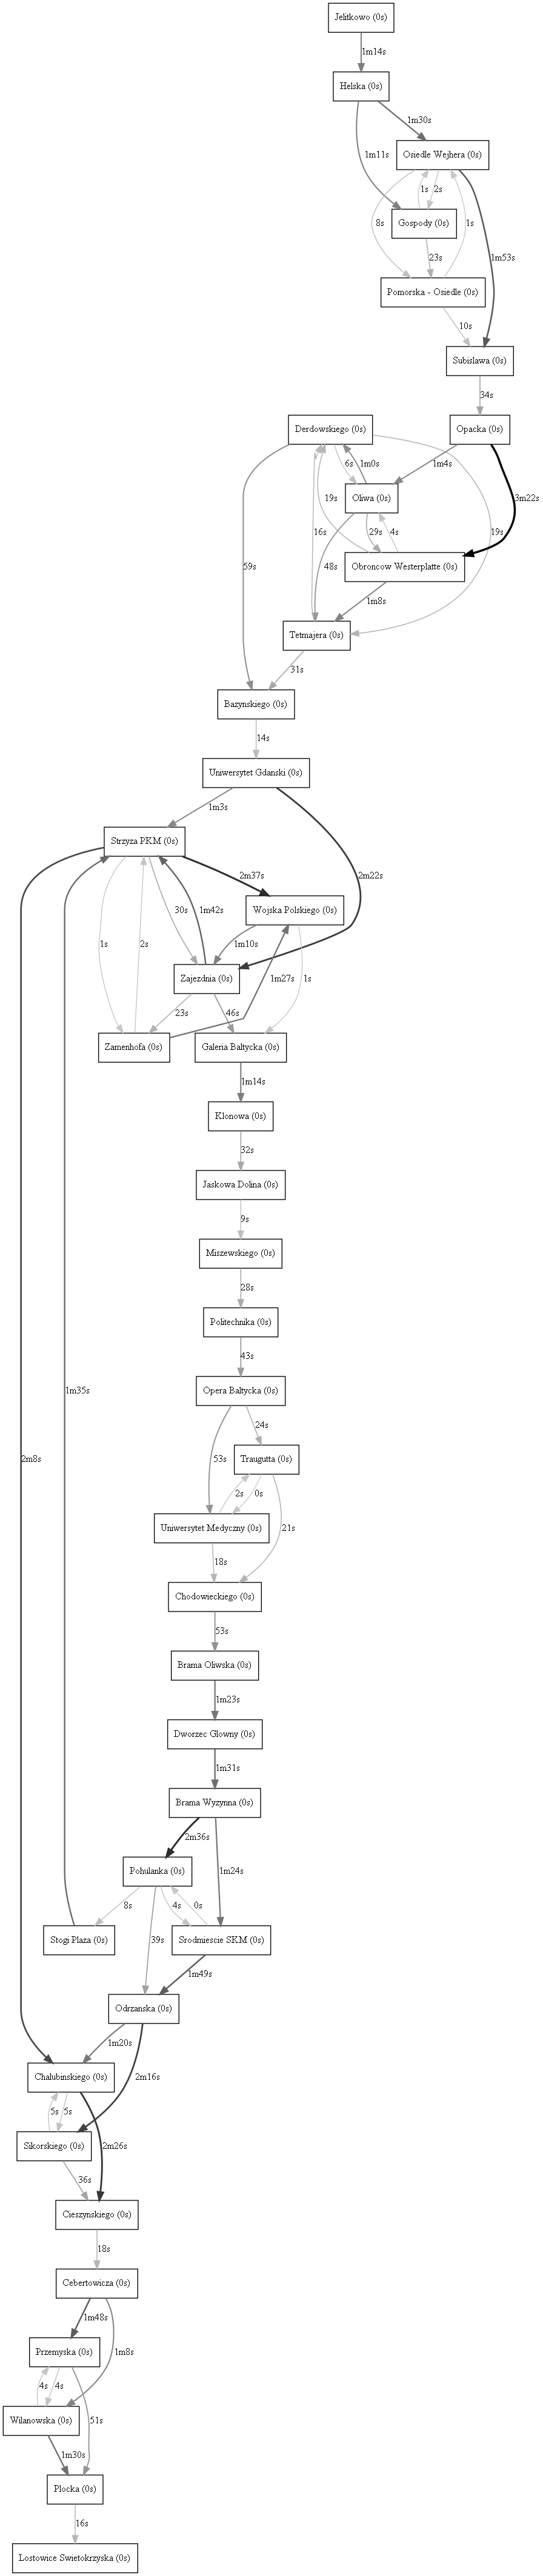 Jelitkowo (0s)
1m14s
Helska (0s)
1m30s
Osiedle Wejhera (0s)
1m11s
1s
2s
Gospody (0s)
8s
1s
23s
1m53s
Pomorska - Osiedle (0s)
10s
Subislawa (0s)
34s
Derdowskiego (0s)
Opacka (0s)
6s
1m0s
1m4s
Oliwa (0s)
19s
3m22s
16s
48s
29s
4s
19s
Obroncow Westerplatte (0s)
59s
1m8s
Tetmajera (0s)
31s
Bazynskiego (0s)
14s
Uniwersytet Gdanski (0s)
1m3s
Strzyza PKM (0s)
2m37s
2m22s
30s
1m42s
Wojska Polskiego (0s)
1s
2s
1m10s
Zajezdnia (0s)
1m27s
1s
23s
46s
Zamenhofa (0s)
Galeria Baltycka (0s)
1m14s
Klonowa (0s)
32s
Jaskowa Dolina (0s)
9s
Miszewskiego (0s)
28s
Politechnika (0s)
43s
1m35s
Opera Baltycka (0s)
24s
2m8s
53s
Traugutta (0s)
2s
0s
Uniwersytet Medyczny (0s)
21s
18s
Chodowieckiego (0s)
53s
Brama Oliwska (0s)
1m23s
Dworzec Glowny (0s)
1m31s
Brama Wyzynna (0s)
2m36s
Pohulanka (0s)
1m24s
8s
4s
0s
Stogi Plaza (0s)
39s
Srodmiescie SKM (0s)
1m49s
Odrzanska (0s)
1m20s
Chalubinskiego (0s)
2m16s
5s
5s
2m26s
Sikorskiego (0s)
36s
Cieszynskiego (0s)
18s
Cebertowicza (0s)
1m48s
Przemyska (0s)
1m8s
4s
4s
Wilanowska (0s)
51s
1m30s
Plocka (0s)
16s
Lostowice Swietokrzyska (0s)